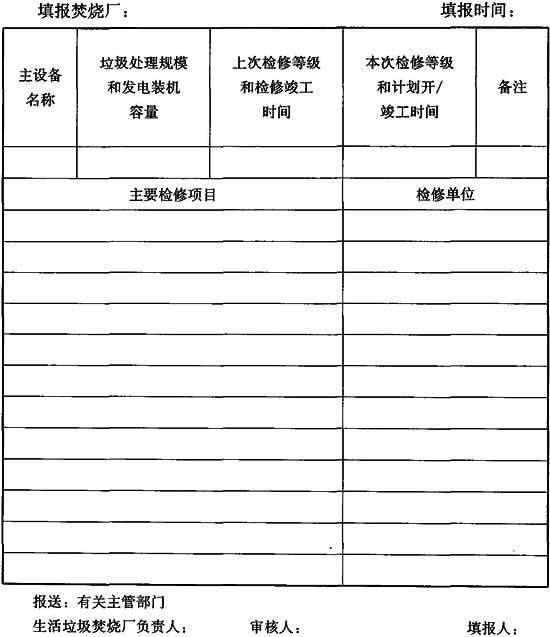 填报焚烧厂： 填报时间：
主设备
名称
垃圾处理规模
和发电装机
容量
上次检修等级
和检修竣工
时间
本次检修等级
和计划开/
竣工时间
备注
主要检修项目 检修单位
报送：有关主管部门
生活垃圾焚烧厂负责人： 审核人： 填报人：